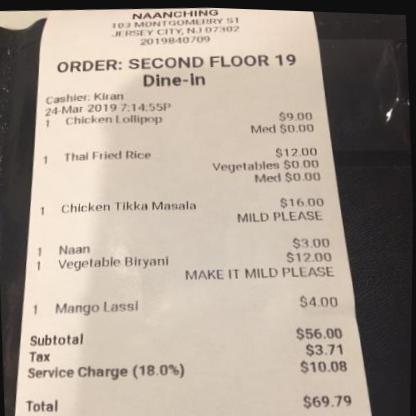 NAANCHING
103 MONTGOMERRY ST
JERSEY CITY, NJ 07302
2019840709
ORDER: SECOND FLOOR 19
Dine-in
Cashier: Kiran
24-Mar 2019 7:14:55P
1 Chicken Lollipop $9.00
Med $0.00
1 Thai Fried Rice $12.00
Vegetables $0.00
Med $0.00
1 Chicken Tikka Masala $16.00
MILD PLEASE
1 Naan $3.00
1 Vegetable Biryani $12.00
MAKE IT MILD PLEASE
1 Mango Lassi $4.00
Subtotal $56.00
Tax $3.71
Service Charge (18.0%) $10.08
Total $69.79